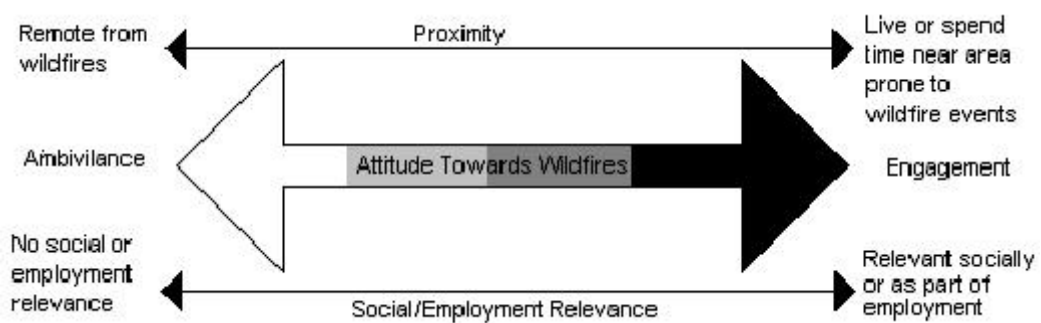 Remote from
wildfires
Proximity
Live or spend
time near area
prone to
wildfire events
Ambivilance
Attitude Towards Wildfires
Engagement
No social or
employment
relevance
Social/Employment Relevance
Relevant socially
or as part of
employment